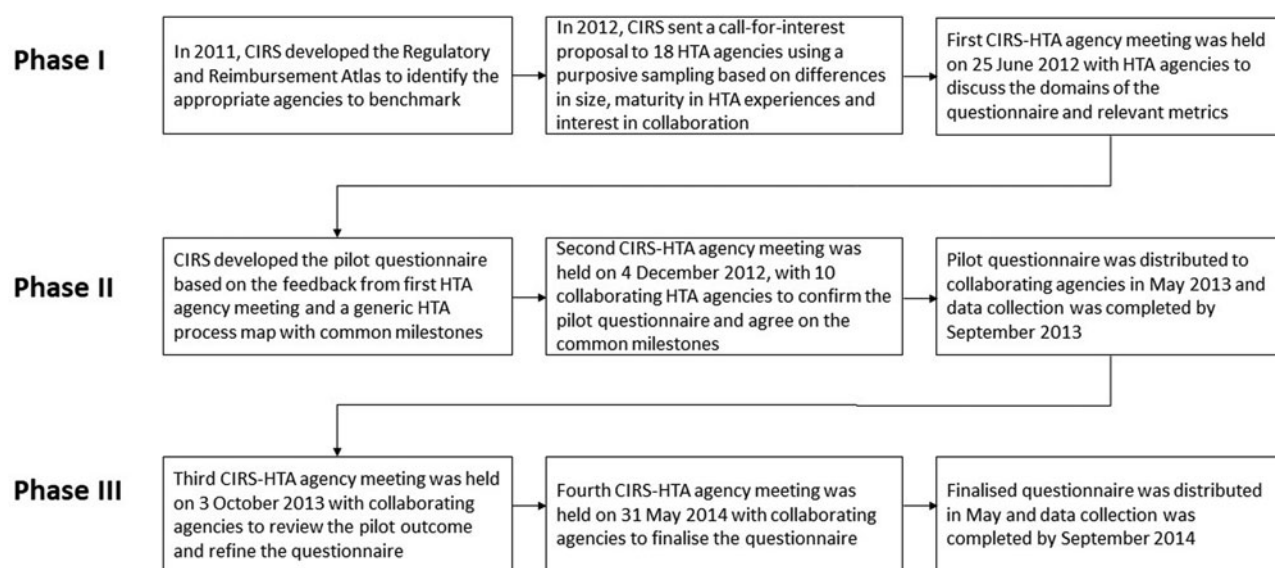 Phase I
In 2011, CIRS developed the Regulatory
and Reimbursement Atlas to identify the
appropriate agencies to benchmark
In 2012, CIRS sent a call-for-interest
proposal to 18 HTA agencies using a
purposive sampling based on differences
in size, maturity in HTA experiences and
interest in collaboration
First CIRS-HTA agency meeting was held
on 25 June 2012 with HTA agencies to
discuss the domains of the
questionnaire and relevant metrics
Phase II
CIRS developed the pilot questionnaire
based on the feedback from first HTA
agency meeting and a generic HTA
process map with common milestones
Second CIRS-HTA agency meeting was
held on 4 December 2012, with 10
collaborating HTA agencies to confirm the
pilot questionnaire and agree on the
common milestones
Pilot questionnaire was distributed to
collaborating agencies in May 2013 and
data collection was completed by
September 2013
Phase III
Third CIRS-HTA agency meeting was held
on 3 October 2013 with collaborating
agencies to review the pilot outcome
and refine the questionnaire
Fourth CIRS-HTA agency meeting was
held on 31 May 2014 with collaborating
agencies to finalise the questionnaire
Finalised questionnaire was distributed
in May and data collection was
completed by September 2014